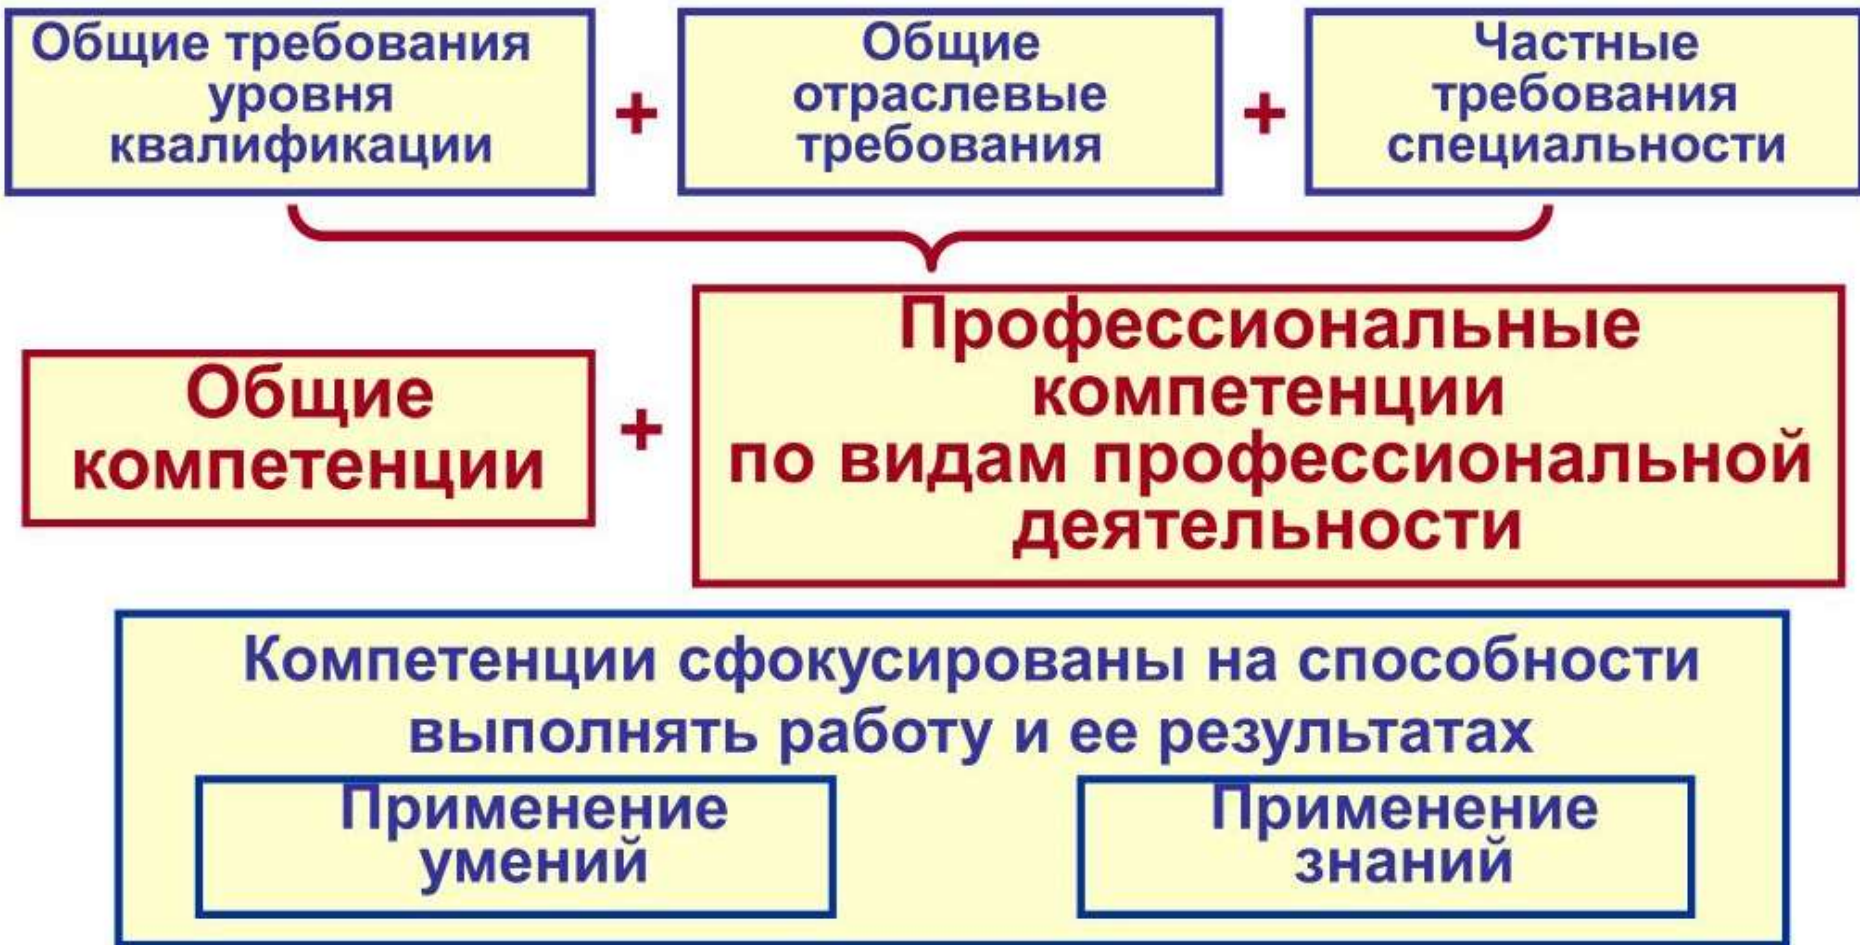 Общие требования
уровня
квалификации
+
Общие
отраслевые
требования
+
Частные
требования
специальности
Общие
компетенции
+
Профессиональные
компетенции
по видам профессиональной
деятельности
Компетенции сфокусированы на способности
выполнять работу и ее результатах
Применение
умений
Применение
знаний